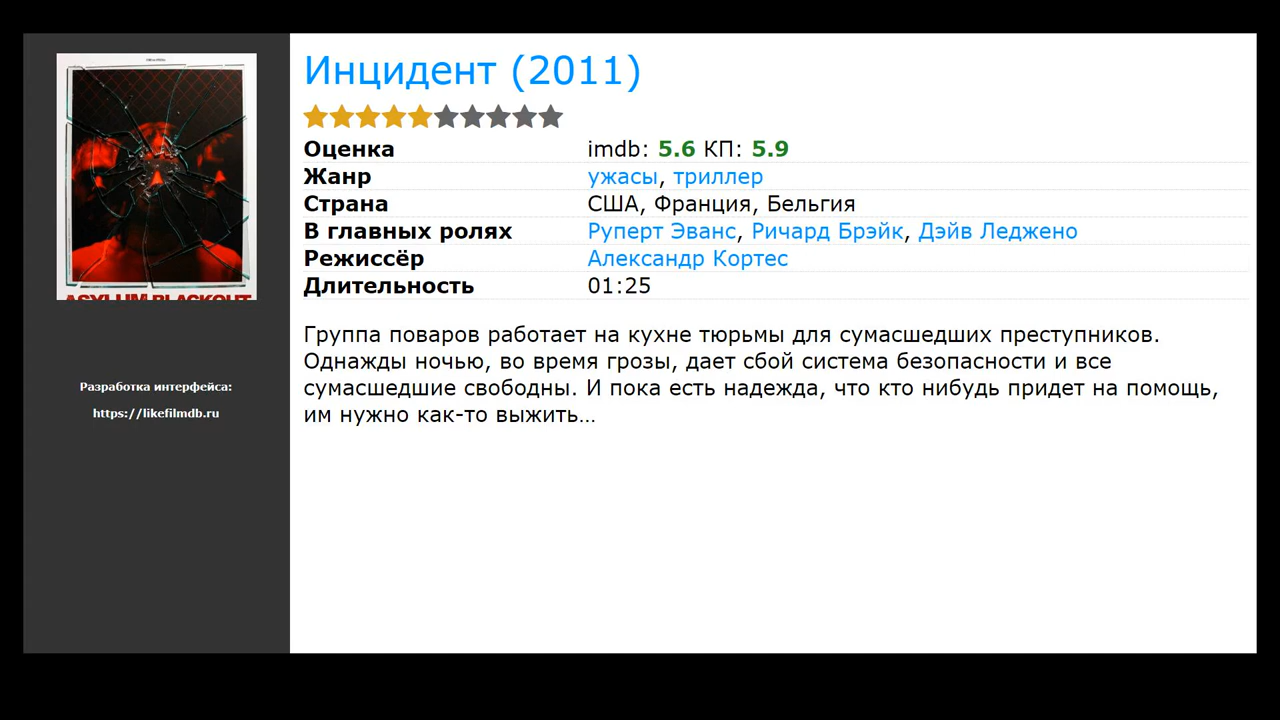 Инцидент (2011)
Оценка imdb: 5.6 КП: 5.9
Жанр ужасы, триллер
Страна США, Франция, Бельгия
В главных ролях Руперт Эванс, Ричард Брэйк, Дэйв Ледженo
Режиссёр Александр Кортес
Длительность 01:25
Группа поваров работает на кухне тюрьмы для сумасшедших преступников.
Однажды ночью, во время грозы, дает сбой система безопасности и все
сумасшедшие свободны. И пока есть надежда, что кто нибудь придет на помощь,
им нужно как-то выжить…
ASYLUM BLACKOUT
Разработка интерфейса:
https://likefilmdb.ru